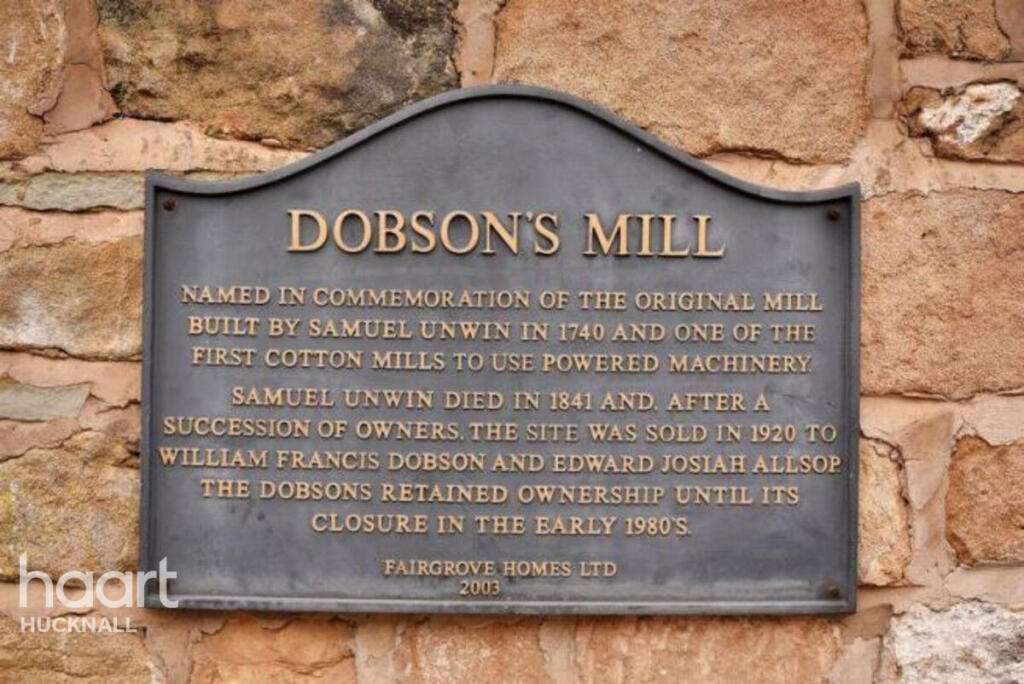 DOBSON'S MILL
NAMED IN COMMEMORATION OF THE ORIGINAL MILL
BUILT BY SAMUEL UNWIN IN 1740 AND ONE OF THE
FIRST COTTON MILLS TO USE POWERED MACHINERY.
SAMUEL UNWIN DIED IN 1841 AND, AFTER A
SUCCESSION OF OWNERS, THE SITE WAS SOLD IN 1920 TO
WILLIAM FRANCIS DOBSON AND EDWARD JOSIAH ALLSOP.
THE DOBSONS RETAINED OWNERSHIP UNTIL ITS
CLOSURE IN THE EARLY 1980'S.
FAIRGROVE HOMES LTD
2003
haart
HUCKNALL